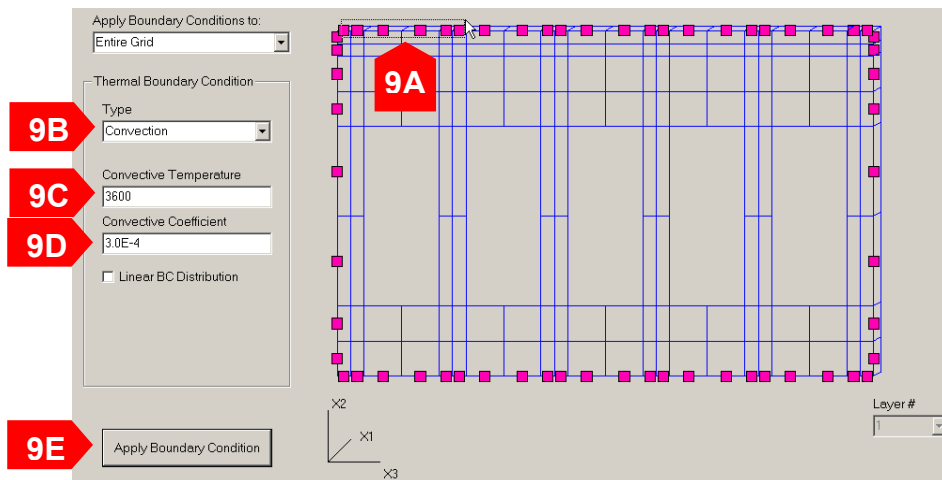 Apply Boundary Conditions to:
Entire Grid
Thermal Boundary Condition
9A
Type
9B
Convection
Convective Temperature
9C
3600
Convective Coefficient
9D
3.0E-4
Linear BC Distribution
X2
Layer #
1
X1
9E
Apply Boundary Condition
X3